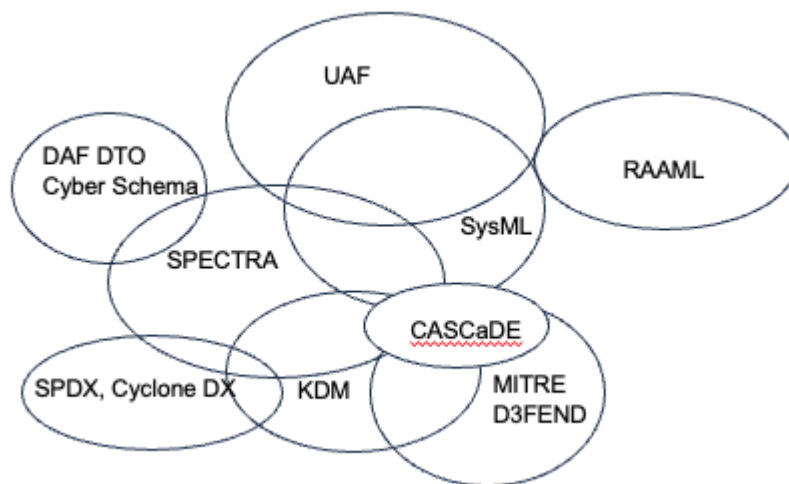 UAF
DAF DTO
Cyber Schema
RAAML
SysML
SPECTRA
CASCaDE
SPDX, Cyclone DX
KDM
MITRE
D3FEND